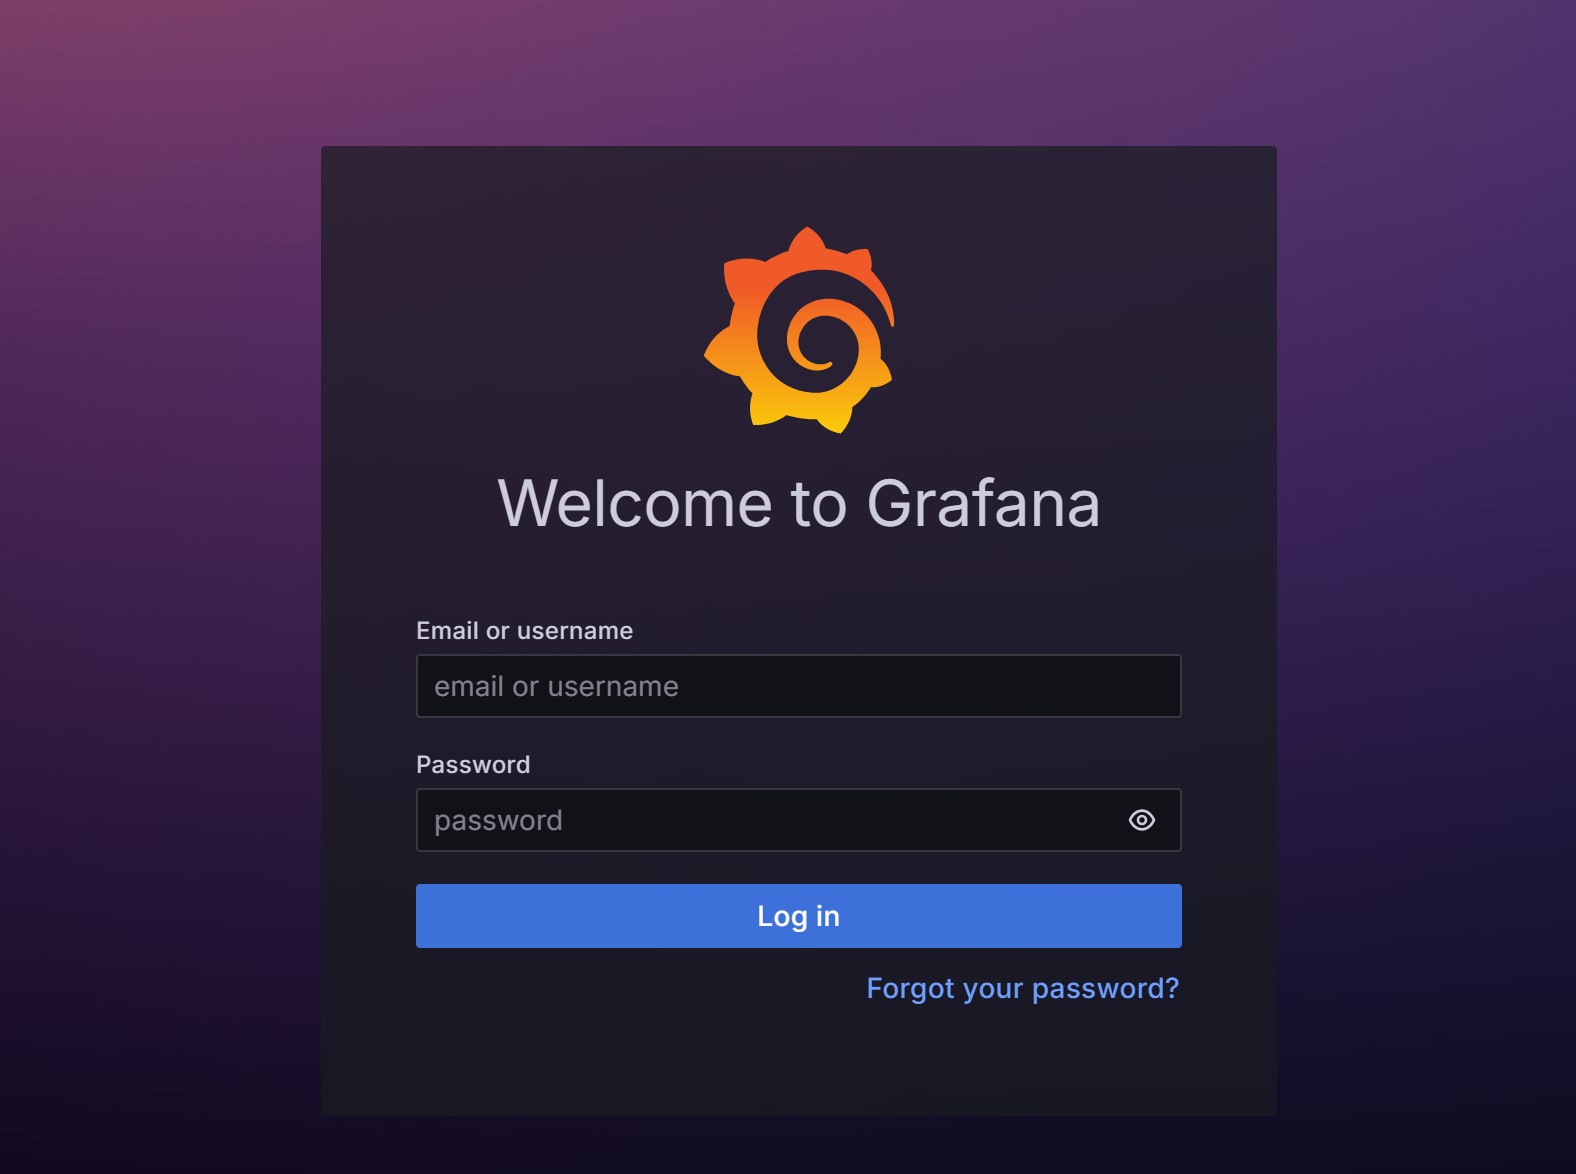 Welcome to Grafana
Email or username
email or username
Password
password
Log in
Forgot your password?